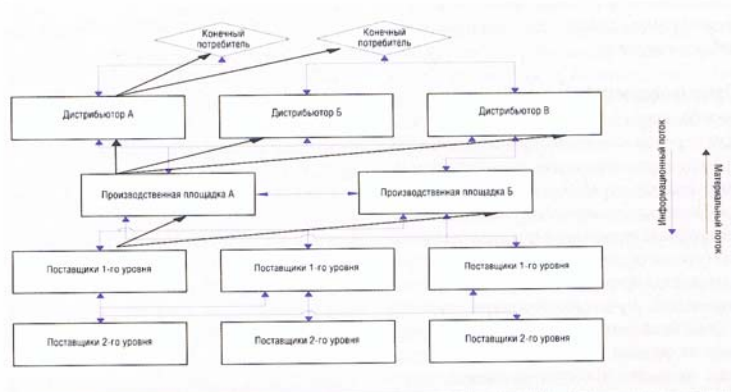 Конечный
потребитель
Конечный
потребитель
Дистрибьютор А
Дистрибьютор Б
Дистрибьютор В
Производственная площадка А
Производственная площадка Б
Информационный поток
Материальный поток
Поставщики 1-го уровня
Поставщики 1-го уровня
Поставщики 1-го уровня
Поставщики 2-го уровня
Поставщики 2-го уровня
Поставщики 2-го уровня